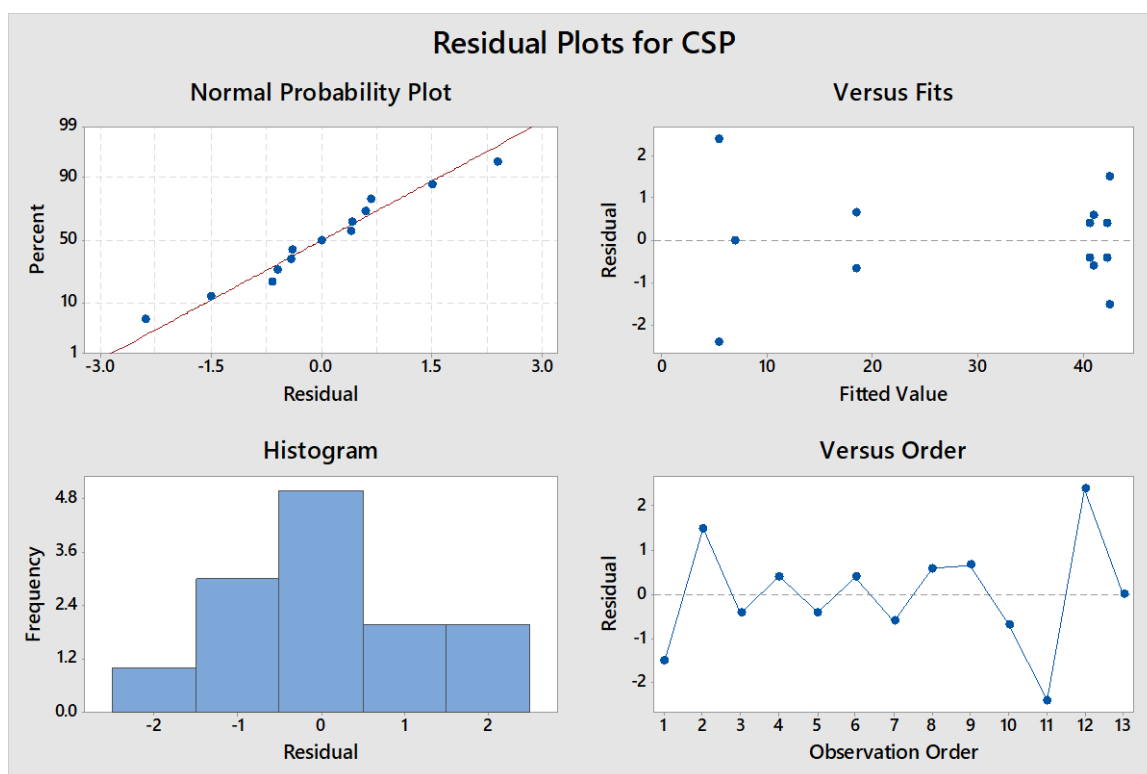 Residual Plots for CSP
Normal Probability Plot
99
90
50
10
1
Percent
-3.0 -1.5 0.0 1.5 3.0
Residual
Versus Fits
2
1
0
-1
-2
Residual
0 10 20 30 40
Fitted Value
Histogram
4.8
3.6
2.4
1.2
0.0
Frequency
-2 -1 0 1 2
Residual
Versus Order
2
1
0
-1
-2
Residual
1 2 3 4 5 6 7 8 9 10 11 12 13
Observation Order